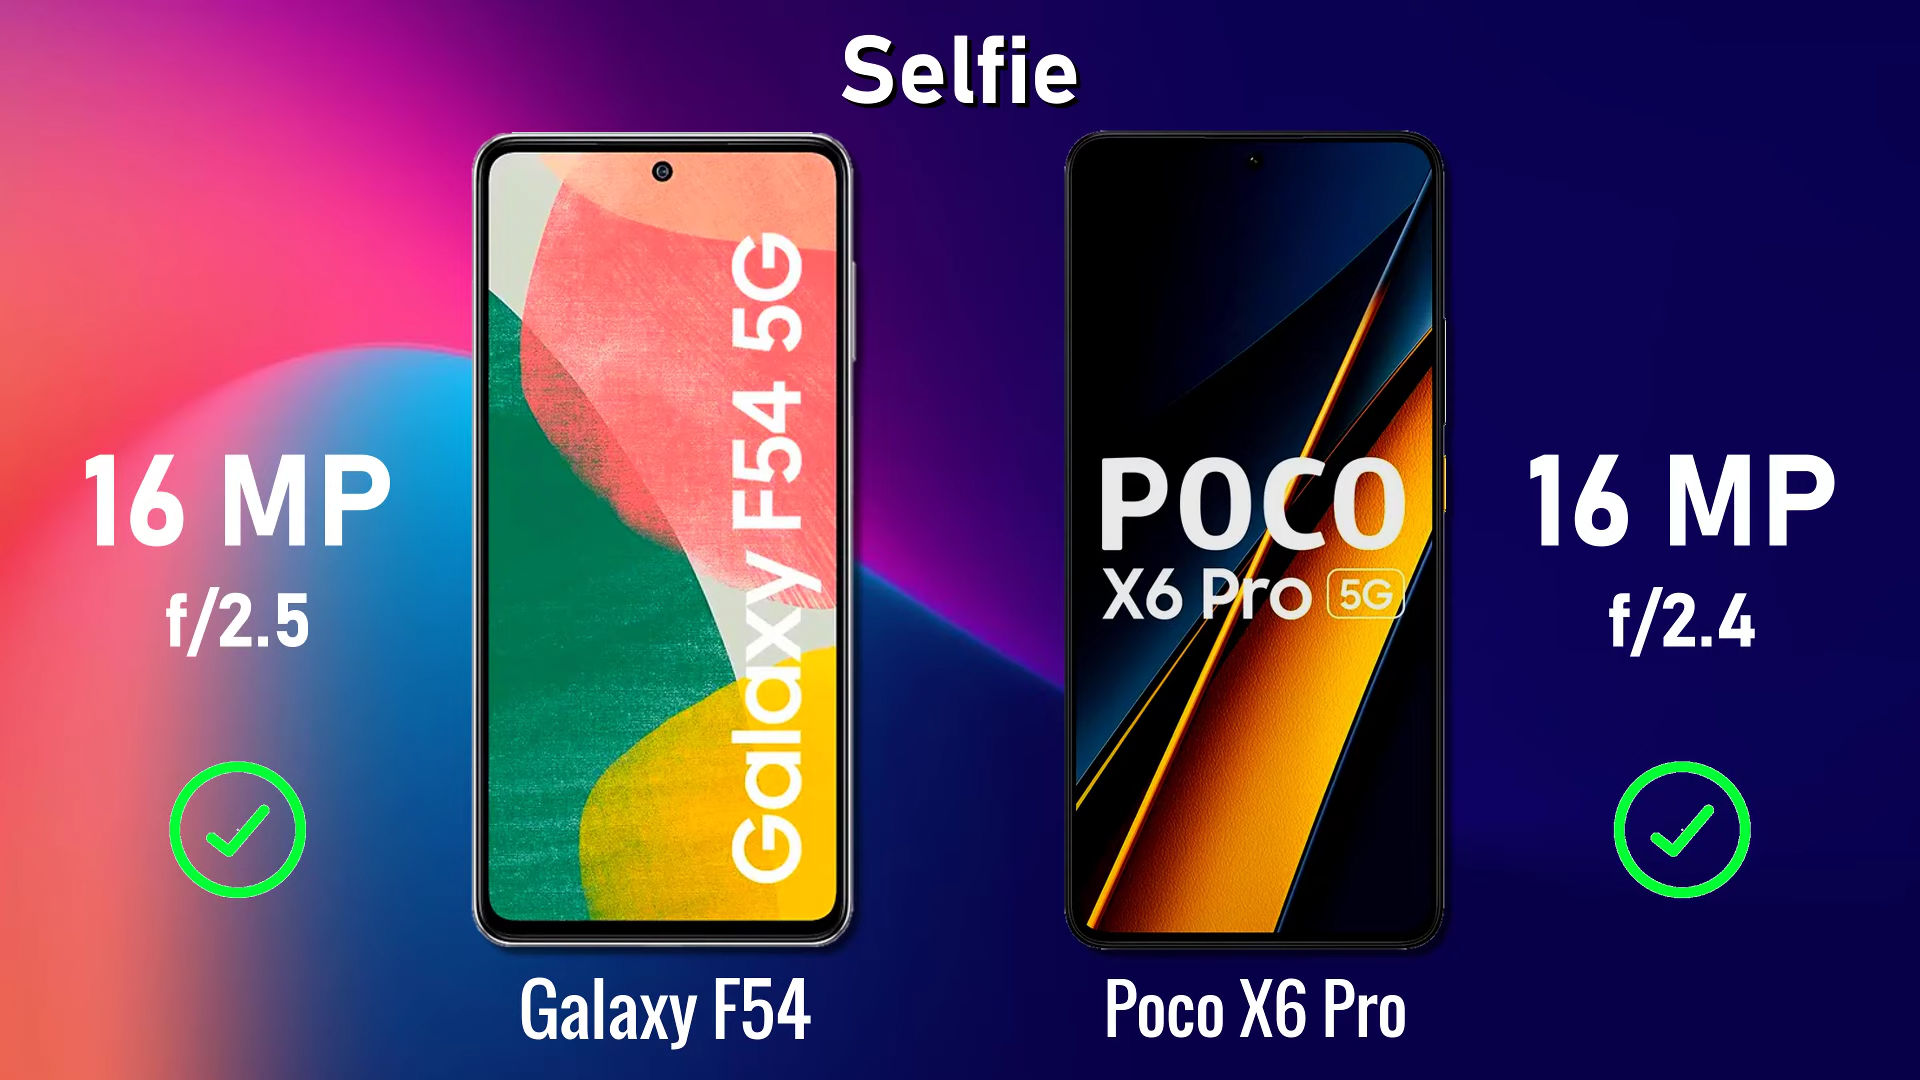 Selfie
16 MP
f/2.5
Galaxy F54 5G
Galaxy F54
POCO
X6 Pro 5G
Poco X6 Pro
16 MP
f/2.4